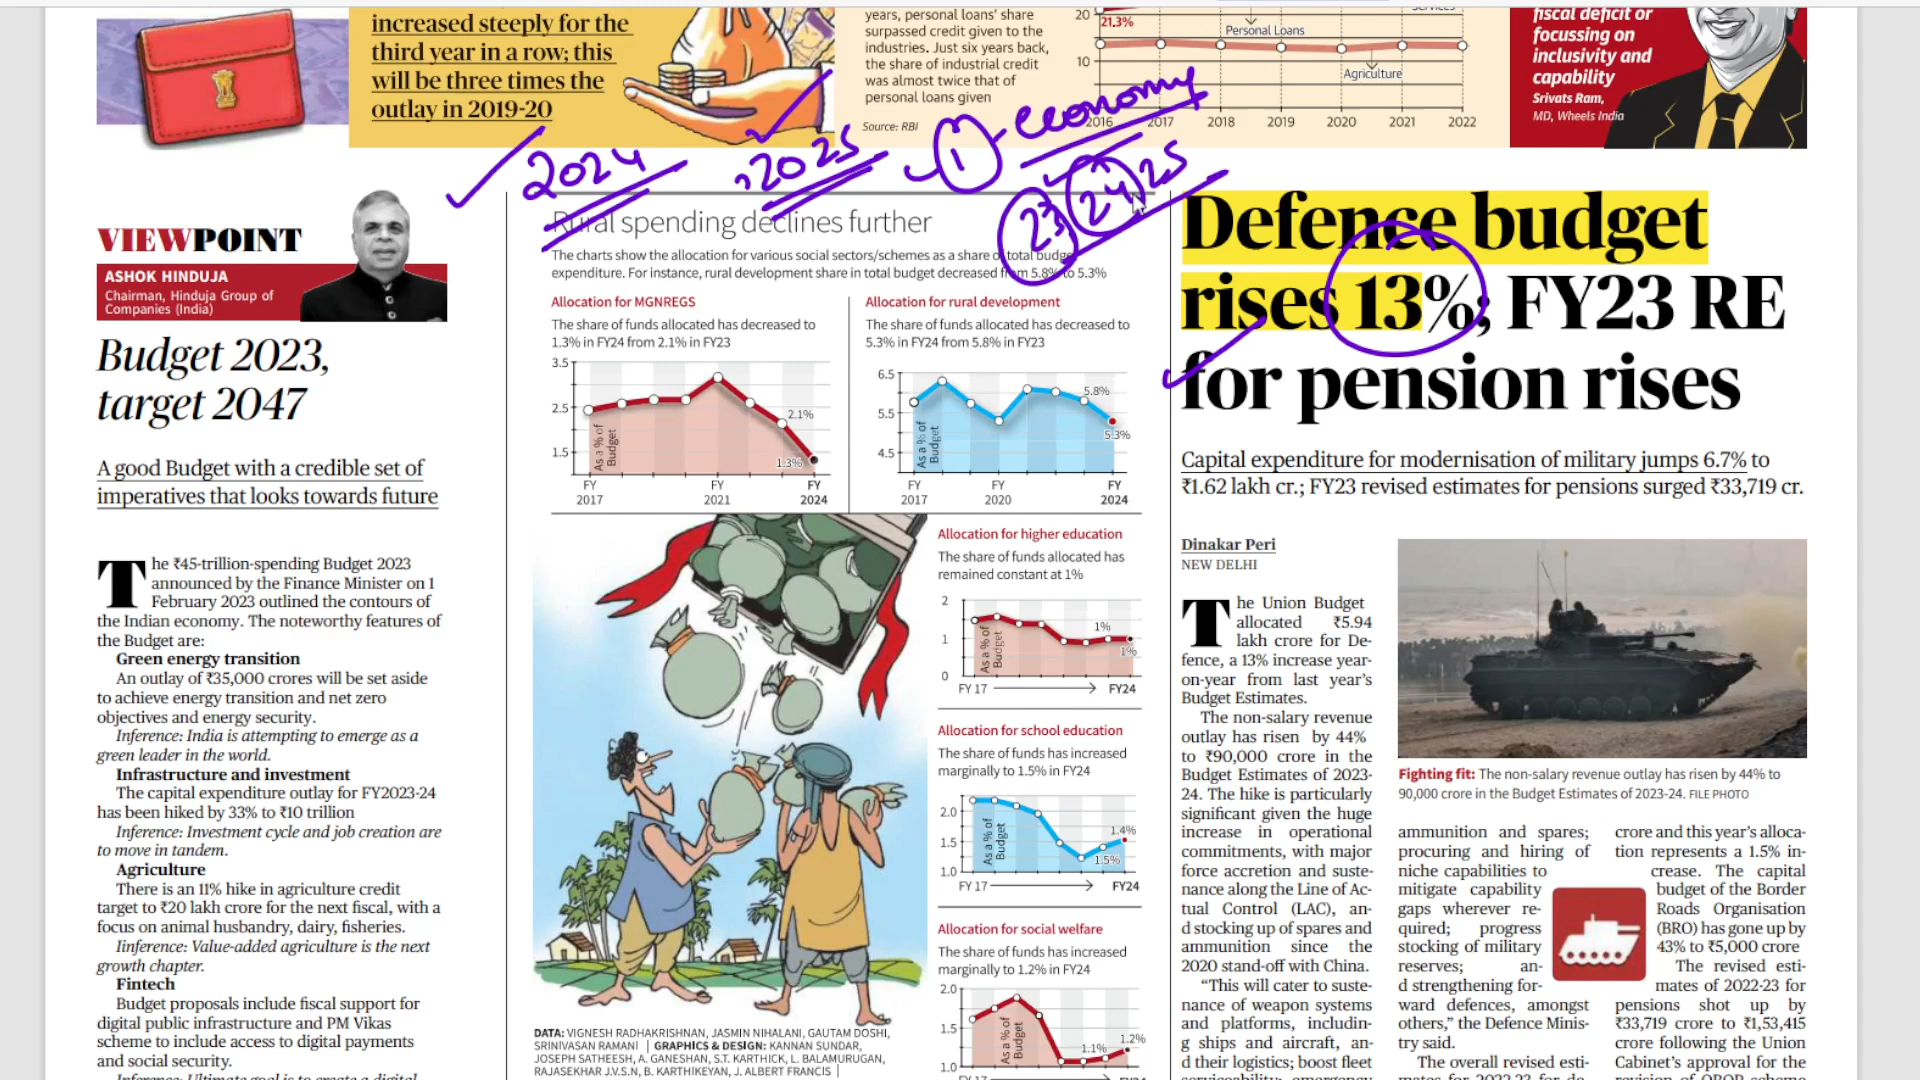 increased steeply for the
third year in a row; this
will be three times the
outlay in 2019-20
years, personal loans' share
surpassed credit given to the
industries. Just six years back,
the share of industrial credit
was almost twice that of
personal loans given
Source: RBI
20
21.3%
Services
Personal Loans
10
Agriculture
2016 2017 2018 2019 2020 2021 2022
fiscal deficit or
focussing on
inclusivity and
capability
Srivats Ram,
MD, Wheels India
2024
2025
1
economy
23
24
25
VIEWPOINT
ASHOK HINDUJA
Chairman, Hinduja Group of
Companies (India)
Budget 2023,
target 2047
A good Budget with a credible set of
imperatives that looks towards future
The ₹45-trillion-spending Budget 2023
announced by the Finance Minister on 1
February 2023 outlined the contours of
the Indian economy. The noteworthy features of
the Budget are:
Green energy transition
An outlay of ₹35,000 crores will be set aside
to achieve energy transition and net zero
objectives and energy security.
Inference: India is attempting to emerge as a
green leader in the world.
Infrastructure and investment
The capital expenditure outlay for FY2023-24
has been hiked by 33% to ₹10 trillion
Inference: Investment cycle and job creation are
to move in tandem.
Agriculture
There is an 11% hike in agriculture credit
target to ₹20 lakh crore for the next fiscal, with a
focus on animal husbandry, dairy, fisheries.
Iinference: Value-added agriculture is the next
growth chapter.
Fintech
Budget proposals include fiscal support for
digital public infrastructure and PM Vikas
scheme to include access to digital payments
and social security.
Rural spending declines further
The charts show the allocation for various social sectors/schemes as a share of total budget
expenditure. For instance, rural development share in total budget decreased from 5.8% to 5.3%
Allocation for MGNREGS
The share of funds allocated has decreased to
1.3% in FY24 from 2.1% in FY23
3.5
2.5
1.5
As a % of
Budget
2.1%
1.3%
FY
2017
FY
2021
FY
2024
Allocation for rural development
The share of funds allocated has decreased to
5.3% in FY24 from 5.8% in FY23
6.5
5.5
4.5
As a % of
Budget
5.8%
5.3%
FY
2017
FY
2020
FY
2024
Allocation for higher education
The share of funds allocated has
remained constant at 1%
2
1
0
As a % of
Budget
1%
1%
FY 17
FY24
Allocation for school education
The share of funds has increased
marginally to 1.5% in FY24
2.0
1.5
1.0
As a % of
Budget
1.4%
1.5%
FY 17
FY24
Allocation for social welfare
The share of funds has increased
marginally to 1.2% in FY24
2.0
1.5
1.0
As a % of
Budget
1.1%
1.2%
FY 17
FY24
DATA: VIGNESH RADHAKRISHNAN, JASMIN NIHALANI, GAUTAM DOSHI,
SRINIVASAN RAMANI | GRAPHICS & DESIGN: KANNAN SUNDAR,
JOSEPH SATHEESH, A. GANESHAN, S.T. KARTHICK, L. BALAMURUGAN,
RAJASEKHAR J.V.S.N, B. KARTHIKEYAN, J. ALBERT FRANCIS |
Defence budget
rises 13%; FY23 RE
for pension rises
Capital expenditure for modernisation of military jumps 6.7% to
₹1.62 lakh cr.; FY23 revised estimates for pensions surged ₹33,719 cr.
Dinakar Peri
NEW DELHI
The Union Budget
allocated ₹5.94
lakh crore for De-
fence, a 13% increase year-
on-year from last year's
Budget Estimates.
The non-salary revenue
outlay has risen by 44%
to ₹90,000 crore in the
Budget Estimates of 2023-
24. The hike is particularly
significant given the huge
increase in operational
commitments, with major
force accretion and suste-
nance along the Line of Ac-
tual Control (LAC), an-
d stocking up of spares and
ammunition since the
2020 stand-off with China.
"This will cater to suste-
nance of weapon systems
and platforms, includin-
g ships and aircraft, an-
d their logistics; boost fleet
Fighting fit: The non-salary revenue outlay has risen by 44% to
90,000 crore in the Budget Estimates of 2023-24. FILE PHOTO
ammunition and spares;
procuring and hiring of
niche capabilities to
mitigate capability
gaps wherever re-
quired; progress
stocking of military
reserves; an-
d strengthening for-
ward defences, amongst
others," the Defence Minis-
try said.
The overall revised esti-
crore and this year's alloca-
tion represents a 1.5% in-
crease. The capital
budget of the Border
Roads Organisation
(BRO) has gone up by
43% to ₹5,000 crore
The revised esti-
mates of 2022-23 for
pensions shot up by
₹33,719 crore to ₹1,53,415
crore following the Union
Cabinet's approval for the